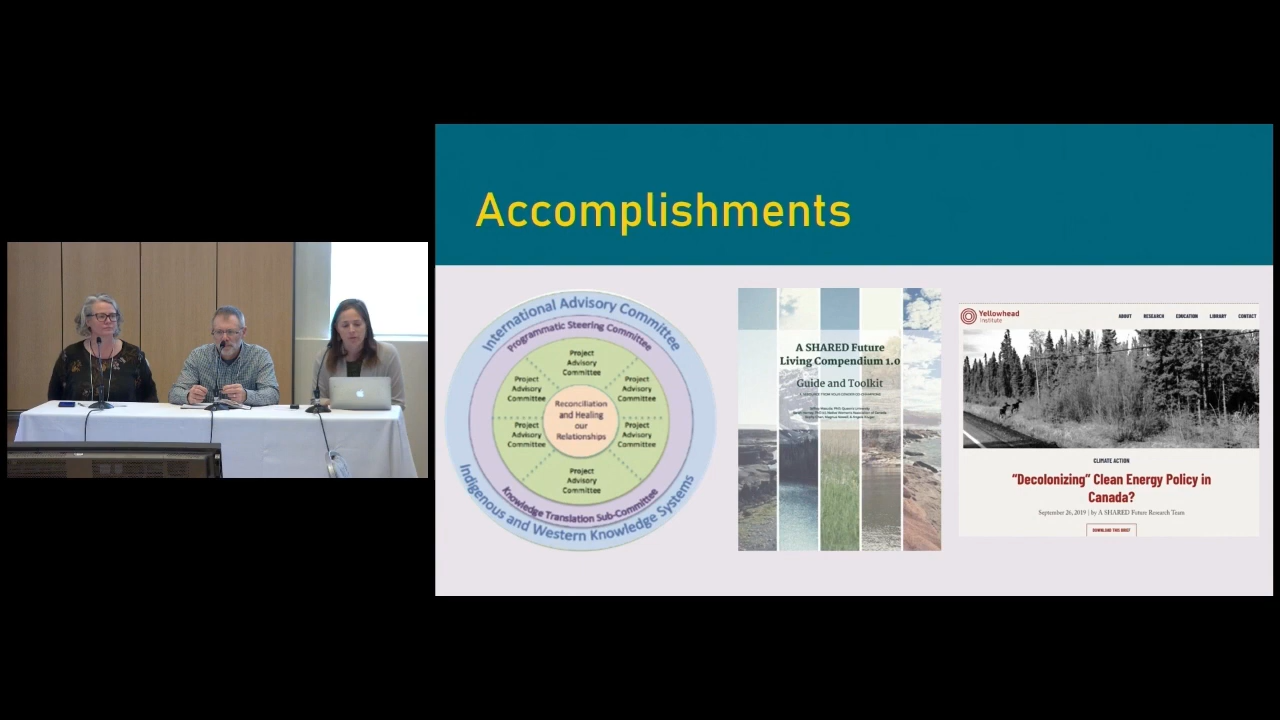 Accomplishments
International Advisory Committee
Programmatic Steering Committee
Project
Advisory
Committee
Project
Advisory
Committee
Project
Advisory
Committee
Reconciliation
and Healing
our
Relationships
Project
Advisory
Committee
Project
Advisory
Committee
Project
Advisory
Committee
Knowledge Translation Sub-Committee
Indigenous and Western Knowledge Systems
A SHARED Future
Living Compendium 1.0
Guide and Toolkit
Yellowhead
Institute
ABOUT RESEARCH EDUCATION LIBRARY CONTACT
CLIMATE ACTION
“Decolonizing” Clean Energy Policy in
Canada?
September 26, 2019 | by A SHARED Future Research Team
DOWNLOAD THIS BRIEF